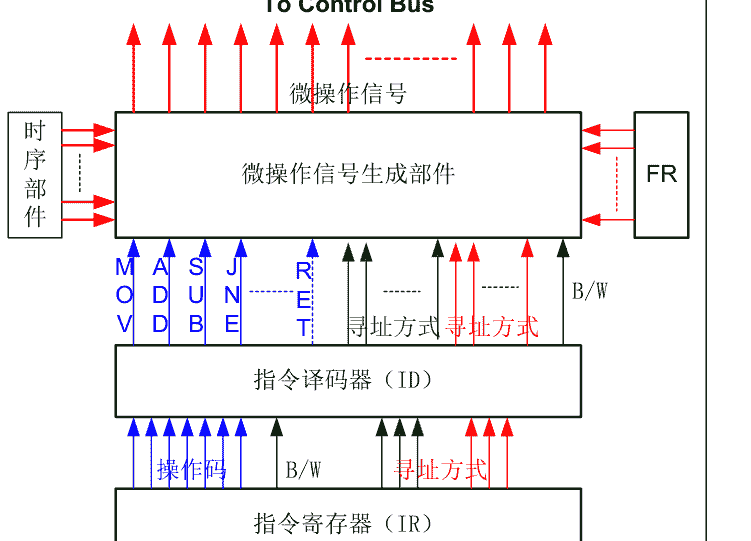 To Control Bus
微操作信号
时序部件
微操作信号生成部件
FR
MOV
ADD
SUB
JNE
RET
B/W
寻址方式
寻址方式
指令译码器（ID）
操作码
B/W
寻址方式
指令寄存器（IR）